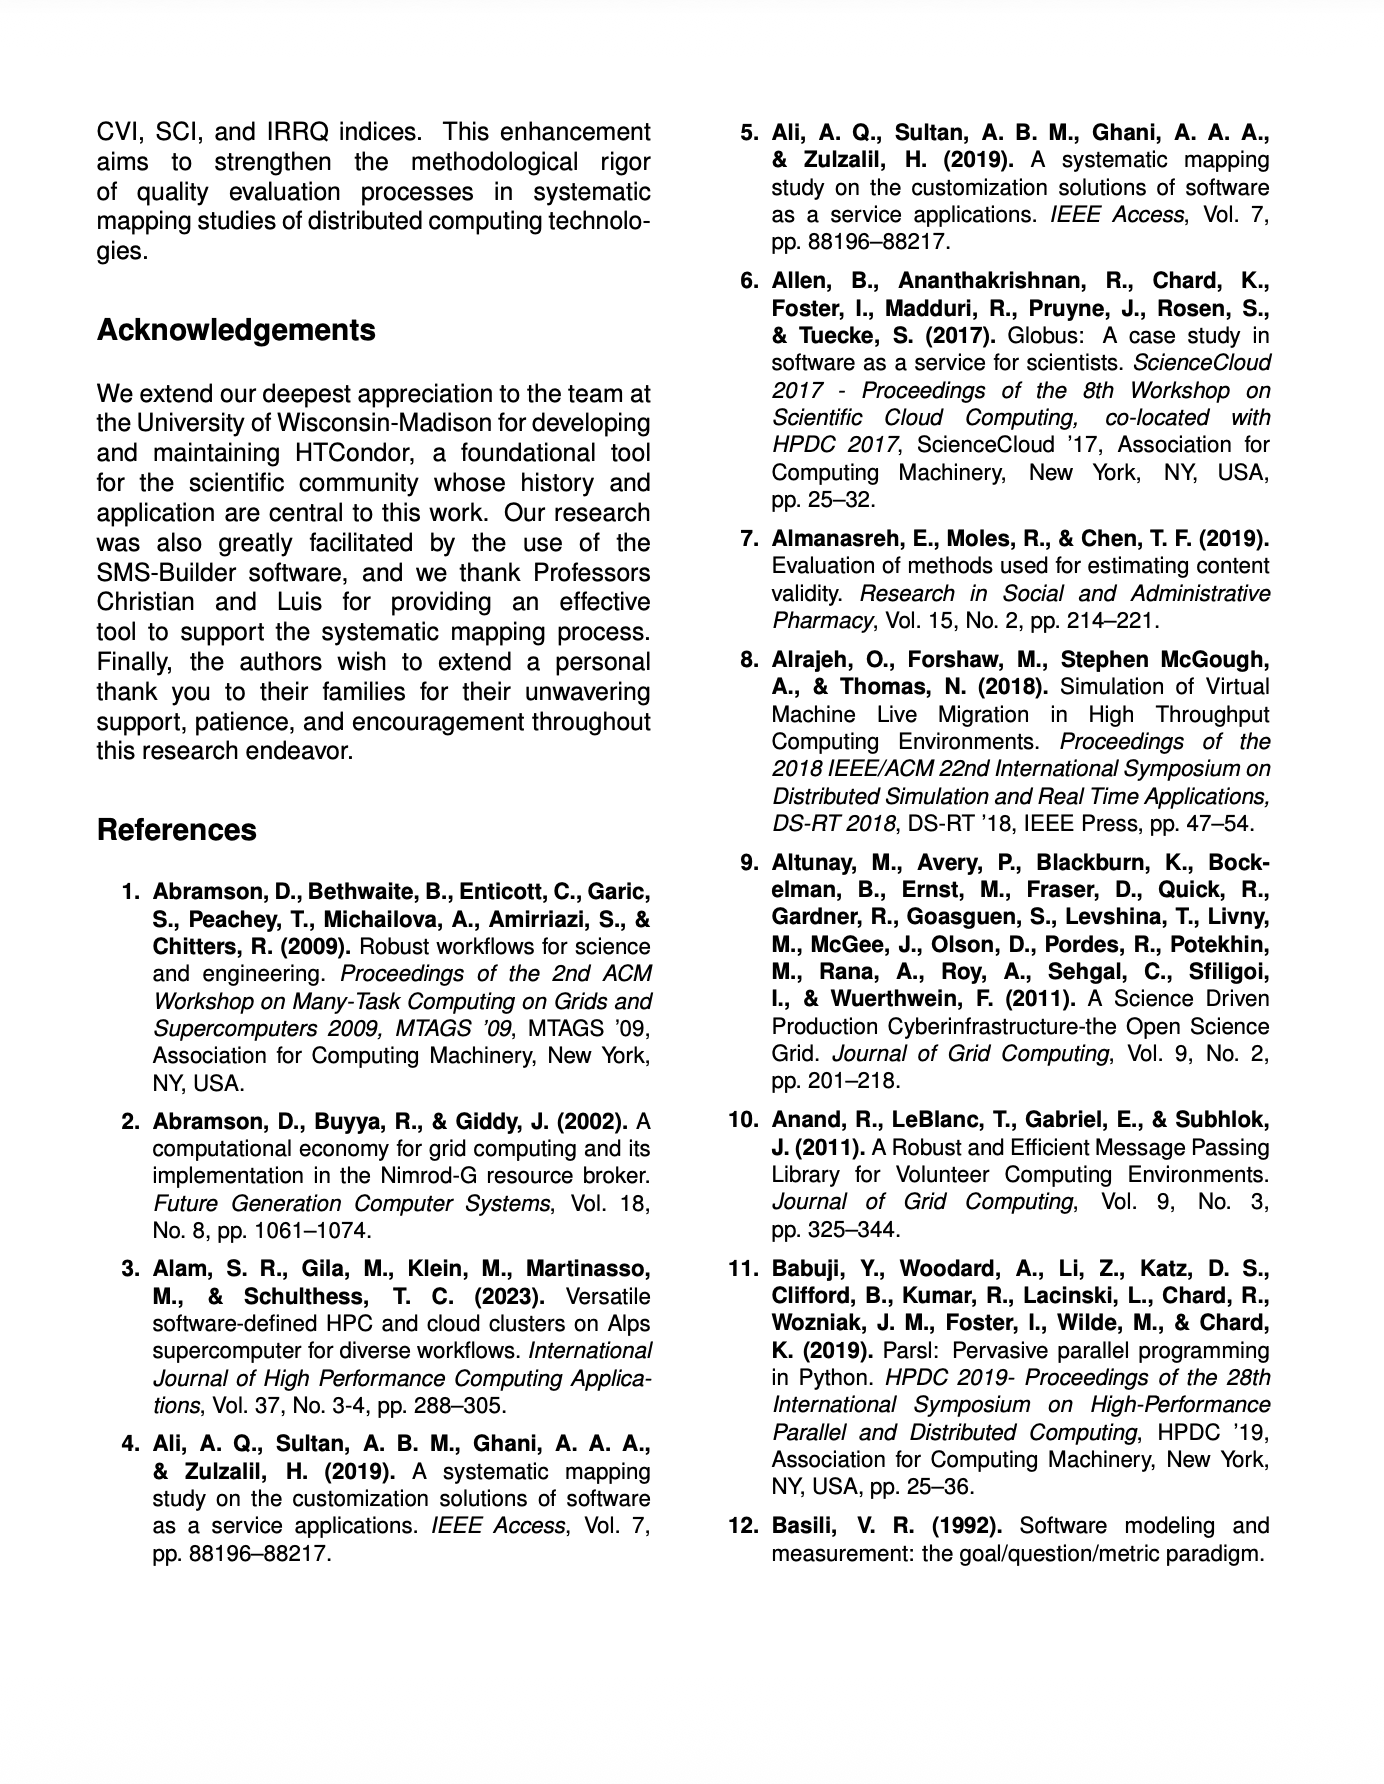 CVI, SCI, and IRRQ indices. This enhancement
aims to strengthen the methodological rigor
of quality evaluation processes in systematic
mapping studies of distributed computing technolo-
gies.
Acknowledgements
We extend our deepest appreciation to the team at
the University of Wisconsin-Madison for developing
and maintaining HTCondor, a foundational tool
for the scientific community whose history and
application are central to this work. Our research
was also greatly facilitated by the use of the
SMS-Builder software, and we thank Professors
Christian and Luis for providing an effective
tool to support the systematic mapping process.
Finally, the authors wish to extend a personal
thank you to their families for their unwavering
support, patience, and encouragement throughout
this research endeavor.
References
1. Abramson, D., Bethwaite, B., Enticott, C., Garic,
S., Peachey, T., Michailova, A., Amirriazi, S., &
Chitters, R. (2009). Robust workflows for science
and engineering. Proceedings of the 2nd ACM
Workshop on Many-Task Computing on Grids and
Supercomputers 2009, MTAGS '09, MTAGS '09,
Association for Computing Machinery, New York,
NY, USA.
2. Abramson, D., Buyya, R., & Giddy, J. (2002). A
computational economy for grid computing and its
implementation in the Nimrod-G resource broker.
Future Generation Computer Systems, Vol. 18,
No. 8, pp. 1061–1074.
3. Alam, S. R., Gila, M., Klein, M., Martinasso,
M., & Schulthess, T. C. (2023). Versatile
software-defined HPC and cloud clusters on Alps
supercomputer for diverse workflows. International
Journal of High Performance Computing Applica-
tions, Vol. 37, No. 3-4, pp. 288–305.
4. Ali, A. Q., Sultan, A. B. M., Ghani, A. A. A.,
& Zulzalil, H. (2019). A systematic mapping
study on the customization solutions of software
as a service applications. IEEE Access, Vol. 7,
pp. 88196–88217.
5. Ali, A. Q., Sultan, A. B. M., Ghani, A. A. A.,
& Zulzalil, H. (2019). A systematic mapping
study on the customization solutions of software
as a service applications. IEEE Access, Vol. 7,
pp. 88196–88217.
6. Allen, B., Ananthakrishnan, R., Chard, K.,
Foster, I., Madduri, R., Pruyne, J., Rosen, S.,
& Tuecke, S. (2017). Globus: A case study in
software as a service for scientists. ScienceCloud
2017 - Proceedings of the 8th Workshop on
Scientific Cloud Computing, co-located with
HPDC 2017, ScienceCloud '17, Association for
Computing Machinery, New York, NY, USA,
pp. 25–32.
7. Almanasreh, E., Moles, R., & Chen, T. F. (2019).
Evaluation of methods used for estimating content
validity. Research in Social and Administrative
Pharmacy, Vol. 15, No. 2, pp. 214–221.
8. Alrajeh, O., Forshaw, M., Stephen McGough,
A., & Thomas, N. (2018). Simulation of Virtual
Machine Live Migration in High Throughput
Computing Environments. Proceedings of the
2018 IEEE/ACM 22nd International Symposium on
Distributed Simulation and Real Time Applications,
DS-RT 2018, DS-RT '18, IEEE Press, pp. 47–54.
9. Altunay, M., Avery, P., Blackburn, K., Bock-
elman, B., Ernst, M., Fraser, D., Quick, R.,
Gardner, R., Goasguen, S., Levshina, T., Livny,
M., McGee, J., Olson, D., Pordes, R., Potekhin,
M., Rana, A., Roy, A., Sehgal, C., Sfiligoi,
I., & Wuerthwein, F. (2011). A Science Driven
Production Cyberinfrastructure-the Open Science
Grid. Journal of Grid Computing, Vol. 9, No. 2,
pp. 201–218.
10. Anand, R., LeBlanc, T., Gabriel, E., & Subhlok,
J. (2011). A Robust and Efficient Message Passing
Library for Volunteer Computing Environments.
Journal of Grid Computing, Vol. 9, No. 3,
pp. 325–344.
11. Babuji, Y., Woodard, A., Li, Z., Katz, D. S.,
Clifford, B., Kumar, R., Lacinski, L., Chard, R.,
Wozniak, J. M., Foster, I., Wilde, M., & Chard,
K. (2019). Parsl: Pervasive parallel programming
in Python. HPDC 2019- Proceedings of the 28th
International Symposium on High-Performance
Parallel and Distributed Computing, HPDC '19,
Association for Computing Machinery, New York,
NY, USA, pp. 25–36.
12. Basili, V. R. (1992). Software modeling and
measurement: the goal/question/metric paradigm.